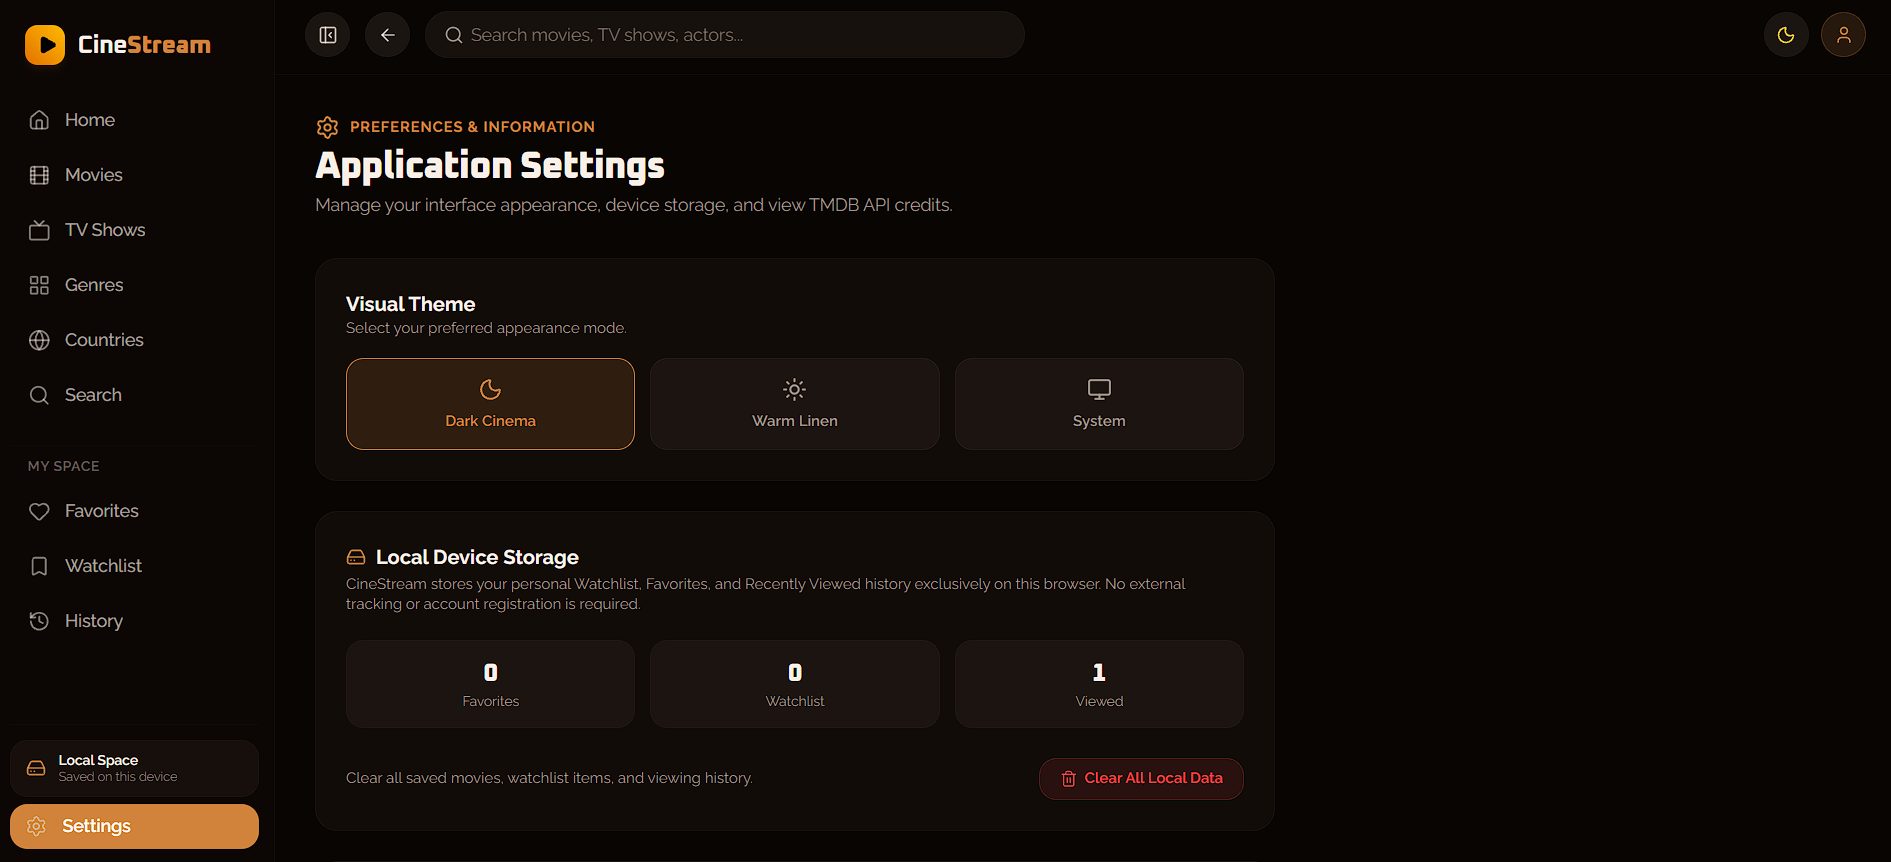 CineStream
Search movies, TV shows, actors...
Home
Movies
TV Shows
Genres
Countries
Search
MY SPACE
Favorites
Watchlist
History
Local Space
Saved on this device
Settings
PREFERENCES & INFORMATION
Application Settings
Manage your interface appearance, device storage, and view TMDB API credits.
Visual Theme
Select your preferred appearance mode.
Dark Cinema
Warm Linen
System
Local Device Storage
CineStream stores your personal Watchlist, Favorites, and Recently Viewed history exclusively on this browser. No external
tracking or account registration is required.
0
Favorites
0
Watchlist
1
Viewed
Clear all saved movies, watchlist items, and viewing history.
Clear All Local Data